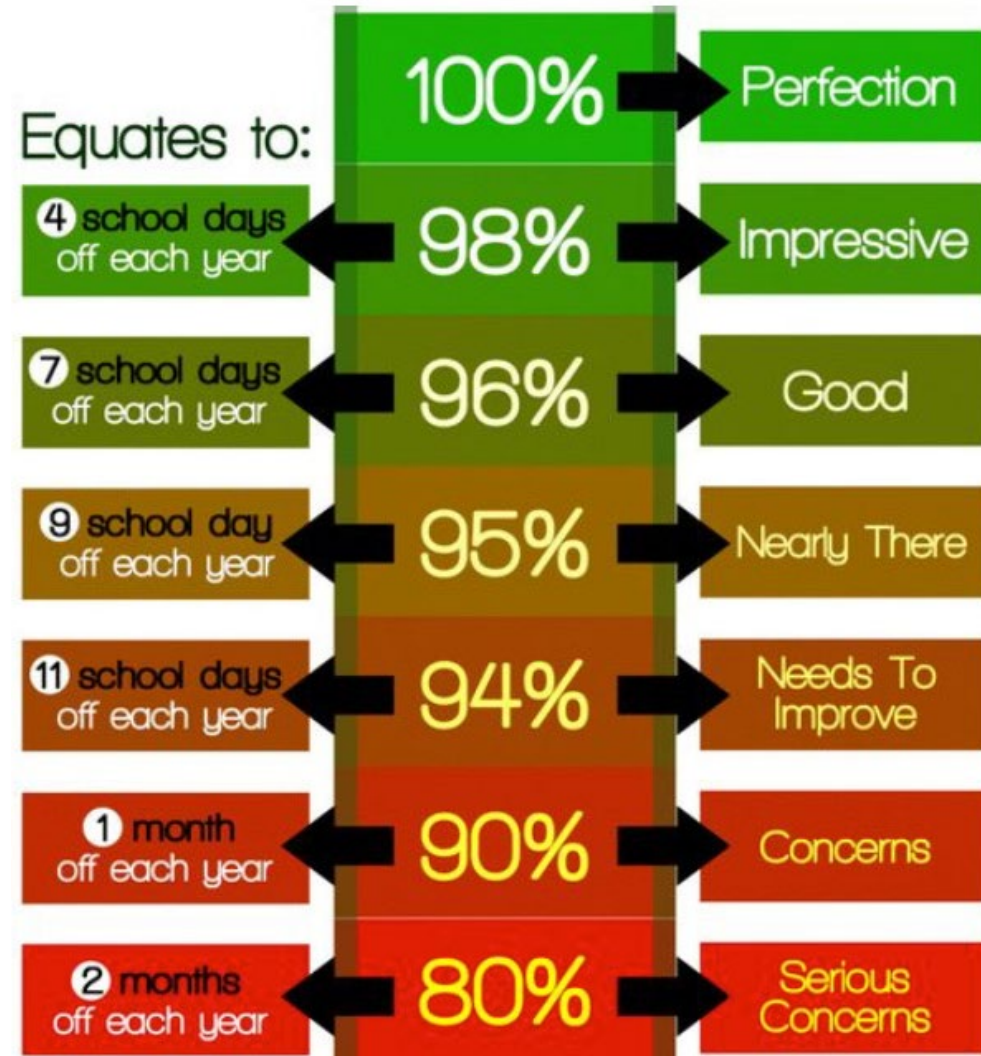 100%
Perfection
Equates to:
4 school days
off each year
98%
Impressive
7 school days
off each year
96%
Good
9 school day
off each year
95%
Nearly There
11 school days
off each year
94%
Needs To
Improve
1 month
off each year
90%
Concerns
2 months
off each year
80%
Serious
Concerns